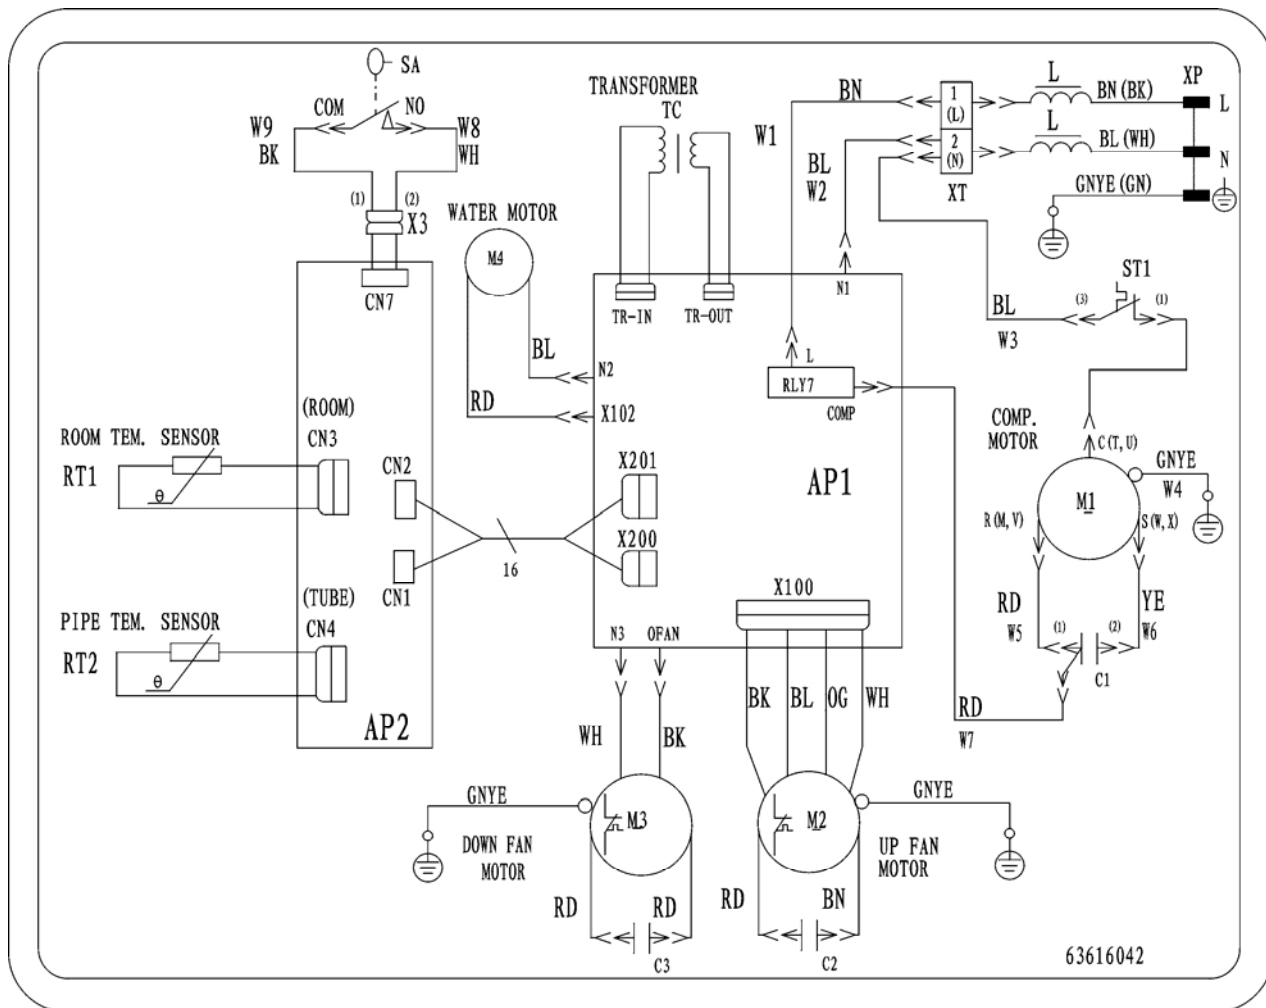 SA
COM
NO
W9
BK
W8
WH
(1)
(2)
X3
CN7
TRANSFORMER
TC
WATER MOTOR
M4
BL
RD
TR-IN
TR-OUT
N2
X102
BN
W1
BL
W2
N1
1
(L)
2
(N)
XT
L
BN(BK)
L
BL(WH)
GNYE(GN)
XP
L
N
ST1
(3)
(1)
BL
W3
L
RLY7
COMP
COMP.
MOTOR
C(T,U)
M1
GNYE
W4
R(M,V)
S(W,X)
RD
W5
YE
W6
(1)
(2)
C1
RD
W7
ROOM TEM. SENSOR
RT1
θ
(ROOM)
CN3
CN2
CN1
16
X201
X200
AP1
PIPE TEM. SENSOR
RT2
θ
(TUBE)
CN4
AP2
N3
OFAN
X100
BK
BL
OG
WH
WH
BK
GNYE
DOWN FAN
MOTOR
M3
RD
RD
C3
M2
GNYE
UP FAN
MOTOR
RD
BN
C2
63616042